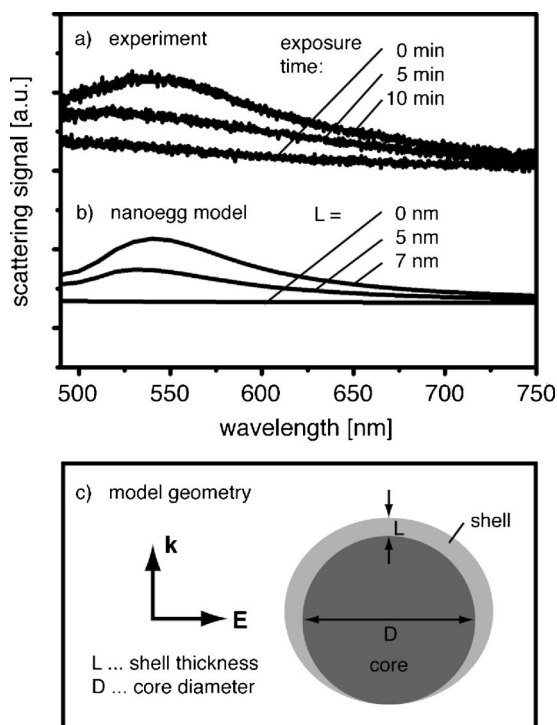 a) experiment
exposure
time:
0 min
5 min
10 min
b) nanoegg model
L =
0 nm
5 nm
7 nm
scattering signal [a.u.]
500 550 600 650 700 750
wavelength [nm]
c) model geometry
k
E
L ... shell thickness
D ... core diameter
L
shell
D
core